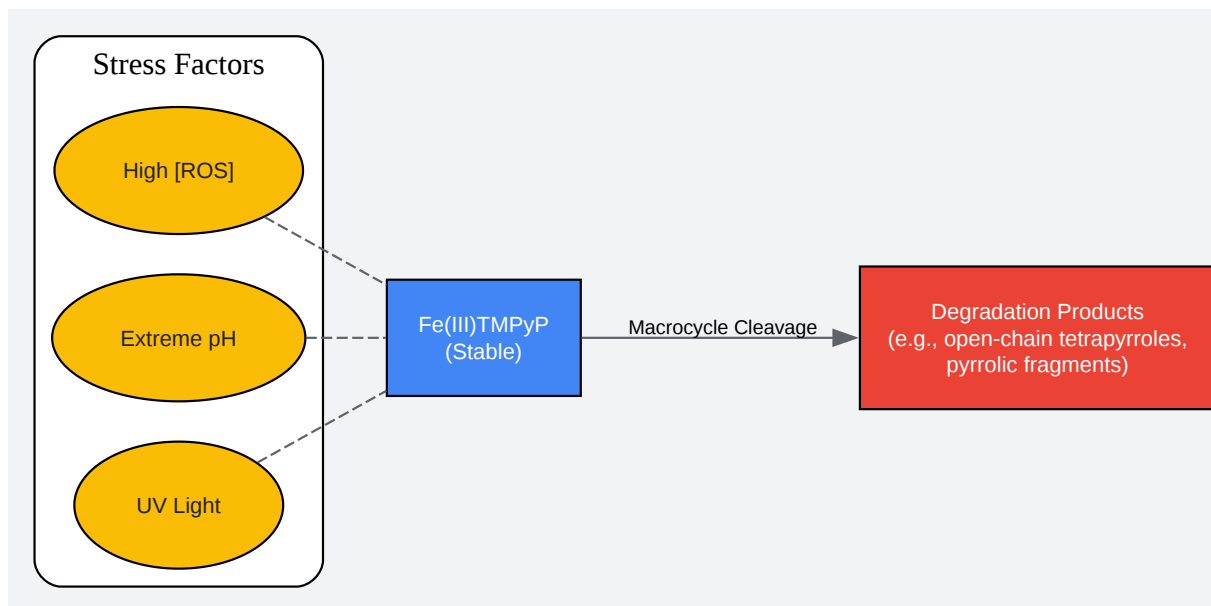 Stress Factors
High [ROS]
Extreme pH
UV Light
Fe(III)TMPyP
(Stable)
Macrocycle Cleavage
Degradation Products
(e.g., open-chain tetrapyrroles,
pyrrolic fragments)